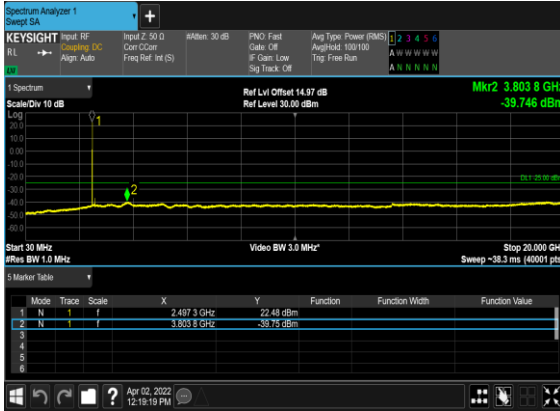 Spectrum Analyzer 1
Swept SA
+
KEYSIGHT Input: RF Input Z: 50 Ω #Atten: 30 dB PNO: Fast Avg Type: Power (RMS) 1 2 3 4 5 6
RL Coupling: DC Corr CCorr Gate: Off Avg|Hold: 100/100 A W W W W W
Align: Auto Freq Ref: Int (S) IF Gain: Low Trig: Free Run
Sig Track: Off A N N N N N
1 Spectrum Ref Lvl Offset 14.97 dB Mkr2 3.803 8 GHz
Scale/Div 10 dB Ref Level 30.00 dBm -39.746 dBm
Log
20.0
10.0
0.00
-10.0
-20.0
-30.0
-40.0
-50.0
-60.0
1
2
DL1 -25.00 dBm
Start 30 MHz Video BW 3.0 MHz* Stop 20.000 GH
#Res BW 1.0 MHz Sweep ~38.3 ms (40001 pts
5 Marker Table
Mode Trace Scale X Y Function Function Width Function Value
1 N 1 f 2.497 3 GHz 22.48 dBm
2 N 1 f 3.803 8 GHz -39.75 dBm
3
4
5
6
? Apr 02, 2022
12:19:19 PM